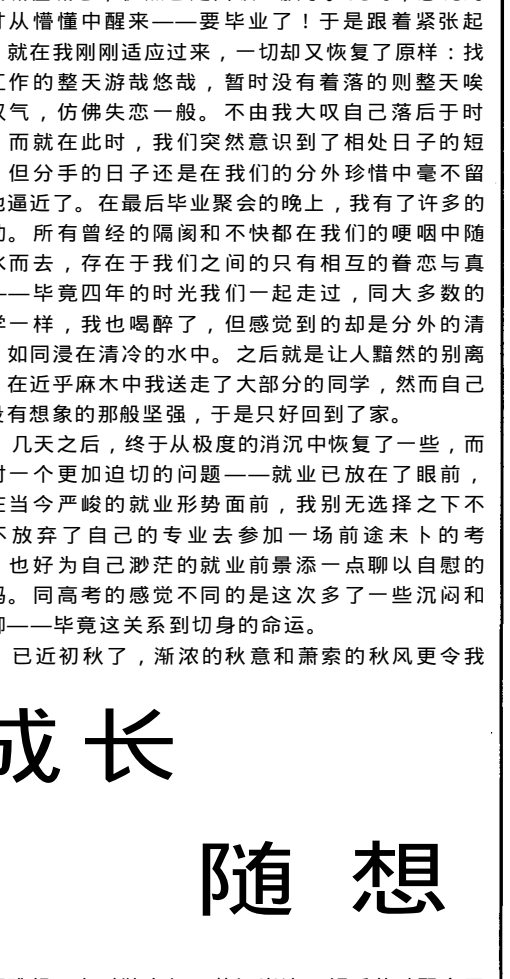 才从懵懂中醒来——要毕业了！于是跟着紧张起
就在我刚刚适应过来，一切却又恢复了原样：找
工作的整天游哉悠哉，暂时没有着落的则整天唉
叹气，仿佛失恋一般。不由我大叹自己落后于时
而就在此时，我们突然意识到了相处日子的短
但分手的日子还是在我们的分外珍惜中毫不留
地逼近了。在最后毕业聚会的晚上，我有了许多的
动。所有曾经的隔阂和不快都在我们的哽咽中随
水而去，存在于我们之间的只有相互的眷恋与真
——毕竟四年的时光我们一起走过，同大多数的
学一样，我也喝醉了，但感觉到的却是分外的清
如同浸在清冷的水中。之后就是让人黯然的别离
在近乎麻木中我送走了大部分的同学，然而自己
没有想象的那般坚强，于是只好回到了家。
几天之后，终于从极度的消沉中恢复了一些，而
对一个更加迫切的问题——就业已放在了眼前，
在当今严峻的就业形势面前，我别无选择之下不
不放弃了自己的专业去参加一场前途未卜的考
也好为自己渺茫的就业前景添一点聊以自慰的
码。同高考的感觉不同的是这次多了一些沉闷和
卸——毕竟这关系到切身的命运。
已近初秋了，渐浓的秋意和萧索的秋风更令我
成长
随想